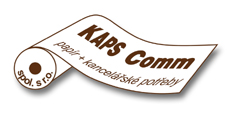 KAPS Comm
papír + kancelářské potřeby
spol. s r.o.